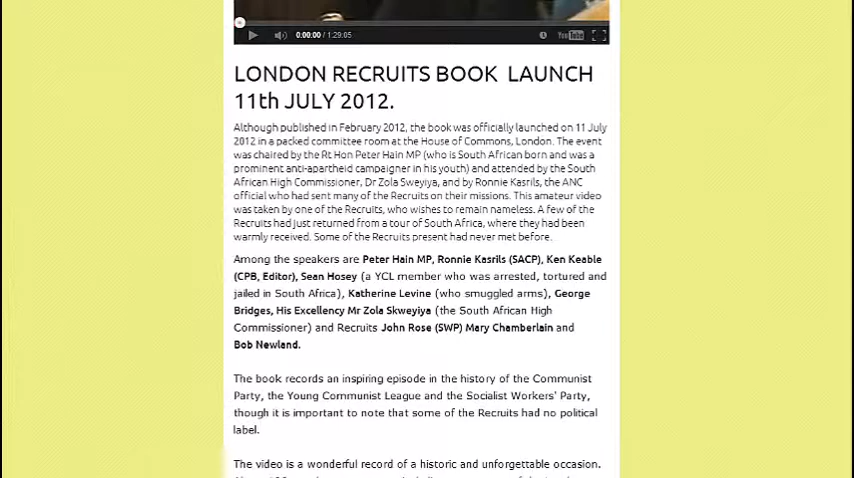 0:00:00 / 1:29:05
YouTube
LONDON RECRUITS BOOK LAUNCH
11th JULY 2012.
Although published in February 2012, the book was officially launched on 11 July
2012 in a packed committee room at the House of Commons, London. The event
was chaired by the Rt Hon Peter Hain MP (who is South African born and was a
prominent anti-apartheid campaigner in his youth) and attended by the South
African High Commissioner, Dr Zola Sweyiya, and by Ronnie Kasrils, the ANC
official who had sent many of the Recruits on their missions. This amateur video
was taken by one of the Recruits, who wishes to remain nameless. A few of the
Recruits had just returned from a tour of South Africa, where they had been
warmly received. Some of the Recruits present had never met before.
Among the speakers are Peter Hain MP, Ronnie Kasrils (SACP), Ken Keable
(CPB, Editor), Sean Hosey (a YCL member who was arrested, tortured and
jailed in South Africa), Katherine Levine (who smuggled arms), George
Bridges, His Excellency Mr Zola Skweyiya (the South African High
Commissioner) and Recruits John Rose (SWP) Mary Chamberlain and
Bob Newland.
The book records an inspiring episode in the history of the Communist
Party, the Young Communist League and the Socialist Workers' Party,
though it is important to note that some of the Recruits had no political
label.
The video is a wonderful record of a historic and unforgettable occasion.